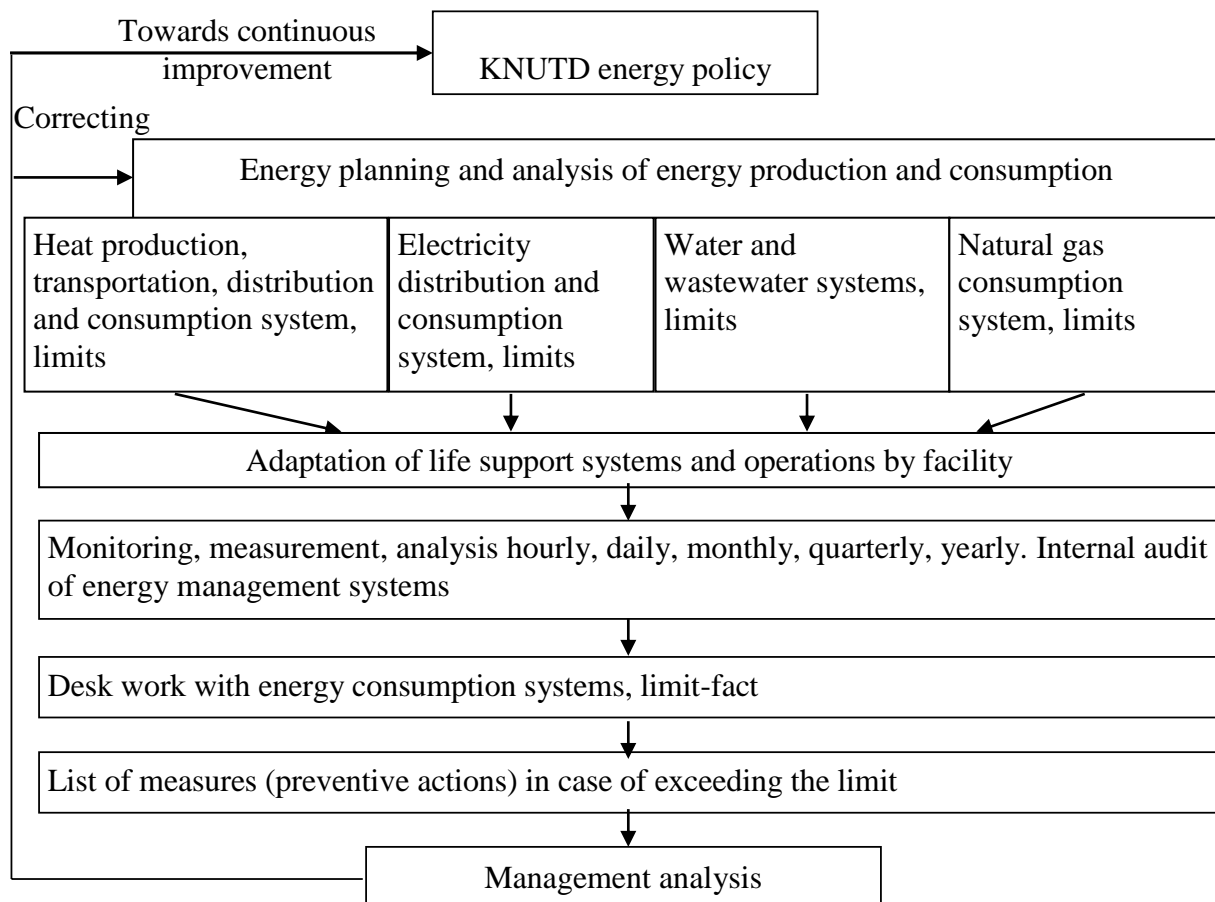 Towards continuous
improvement
KNUTD energy policy
Correcting
Energy planning and analysis of energy production and consumption
Heat production,
transportation, distribution
and consumption system,
limits
Electricity
distribution and
consumption
system, limits
Water and
wastewater systems,
limits
Natural gas
consumption
system, limits
Adaptation of life support systems and operations by facility
Monitoring, measurement, analysis hourly, daily, monthly, quarterly, yearly. Internal audit
of energy management systems
Desk work with energy consumption systems, limit-fact
List of measures (preventive actions) in case of exceeding the limit
Management analysis